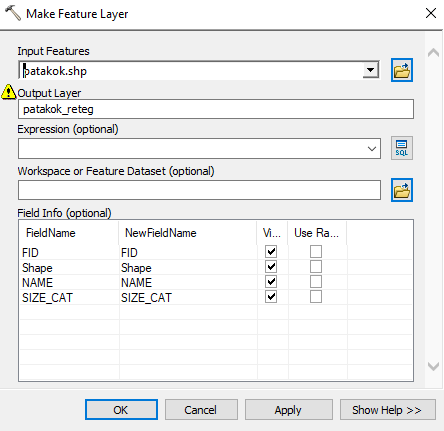 Make Feature Layer
Input Features
patakok.shp
Output Layer
patakok_reteg
Expression (optional)
SQL
Workspace or Feature Dataset (optional)
Field Info (optional)
FieldName NewFieldName Vi... Use Ra...
FID FID
Shape Shape
NAME NAME
SIZE_CAT SIZE_CAT
OK Cancel Apply Show Help >>